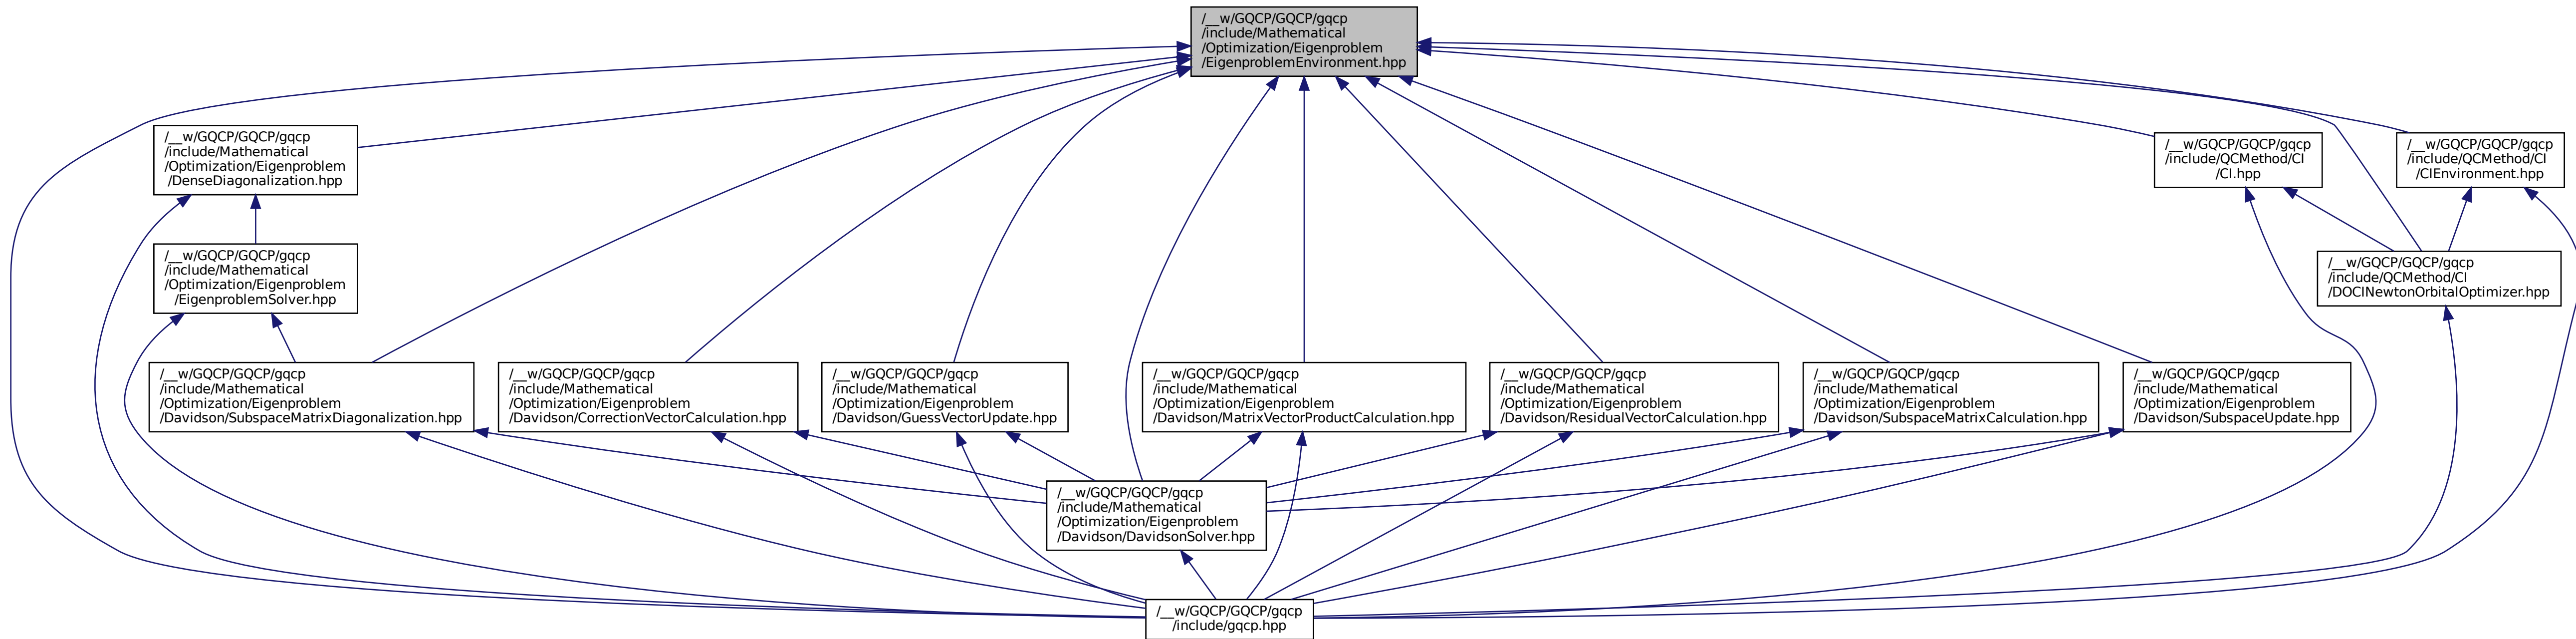 /__w/GQCP/GQCP/gqcp
/include/Mathematical
/Optimization/Eigenproblem
/EigenproblemEnvironment.hpp
/__w/GQCP/GQCP/gqcp
/include/Mathematical
/Optimization/Eigenproblem
/DenseDiagonalization.hpp
/__w/GQCP/GQCP/gqcp
/include/QCMethod/CI
/CI.hpp
/__w/GQCP/GQCP/gqcp
/include/QCMethod/CI
/CIEnvironment.hpp
/__w/GQCP/GQCP/gqcp
/include/Mathematical
/Optimization/Eigenproblem
/EigenproblemSolver.hpp
/__w/GQCP/GQCP/gqcp
/include/QCMethod/CI
/DOCINewtonOrbitalOptimizer.hpp
/__w/GQCP/GQCP/gqcp
/include/Mathematical
/Optimization/Eigenproblem
/Davidson/SubspaceMatrixDiagonalization.hpp
/__w/GQCP/GQCP/gqcp
/include/Mathematical
/Optimization/Eigenproblem
/Davidson/CorrectionVectorCalculation.hpp
/__w/GQCP/GQCP/gqcp
/include/Mathematical
/Optimization/Eigenproblem
/Davidson/GuessVectorUpdate.hpp
/__w/GQCP/GQCP/gqcp
/include/Mathematical
/Optimization/Eigenproblem
/Davidson/MatrixVectorProductCalculation.hpp
/__w/GQCP/GQCP/gqcp
/include/Mathematical
/Optimization/Eigenproblem
/Davidson/ResidualVectorCalculation.hpp
/__w/GQCP/GQCP/gqcp
/include/Mathematical
/Optimization/Eigenproblem
/Davidson/SubspaceMatrixCalculation.hpp
/__w/GQCP/GQCP/gqcp
/include/Mathematical
/Optimization/Eigenproblem
/Davidson/SubspaceUpdate.hpp
/__w/GQCP/GQCP/gqcp
/include/Mathematical
/Optimization/Eigenproblem
/Davidson/DavidsonSolver.hpp
/__w/GQCP/GQCP/gqcp
/include/gqcp.hpp